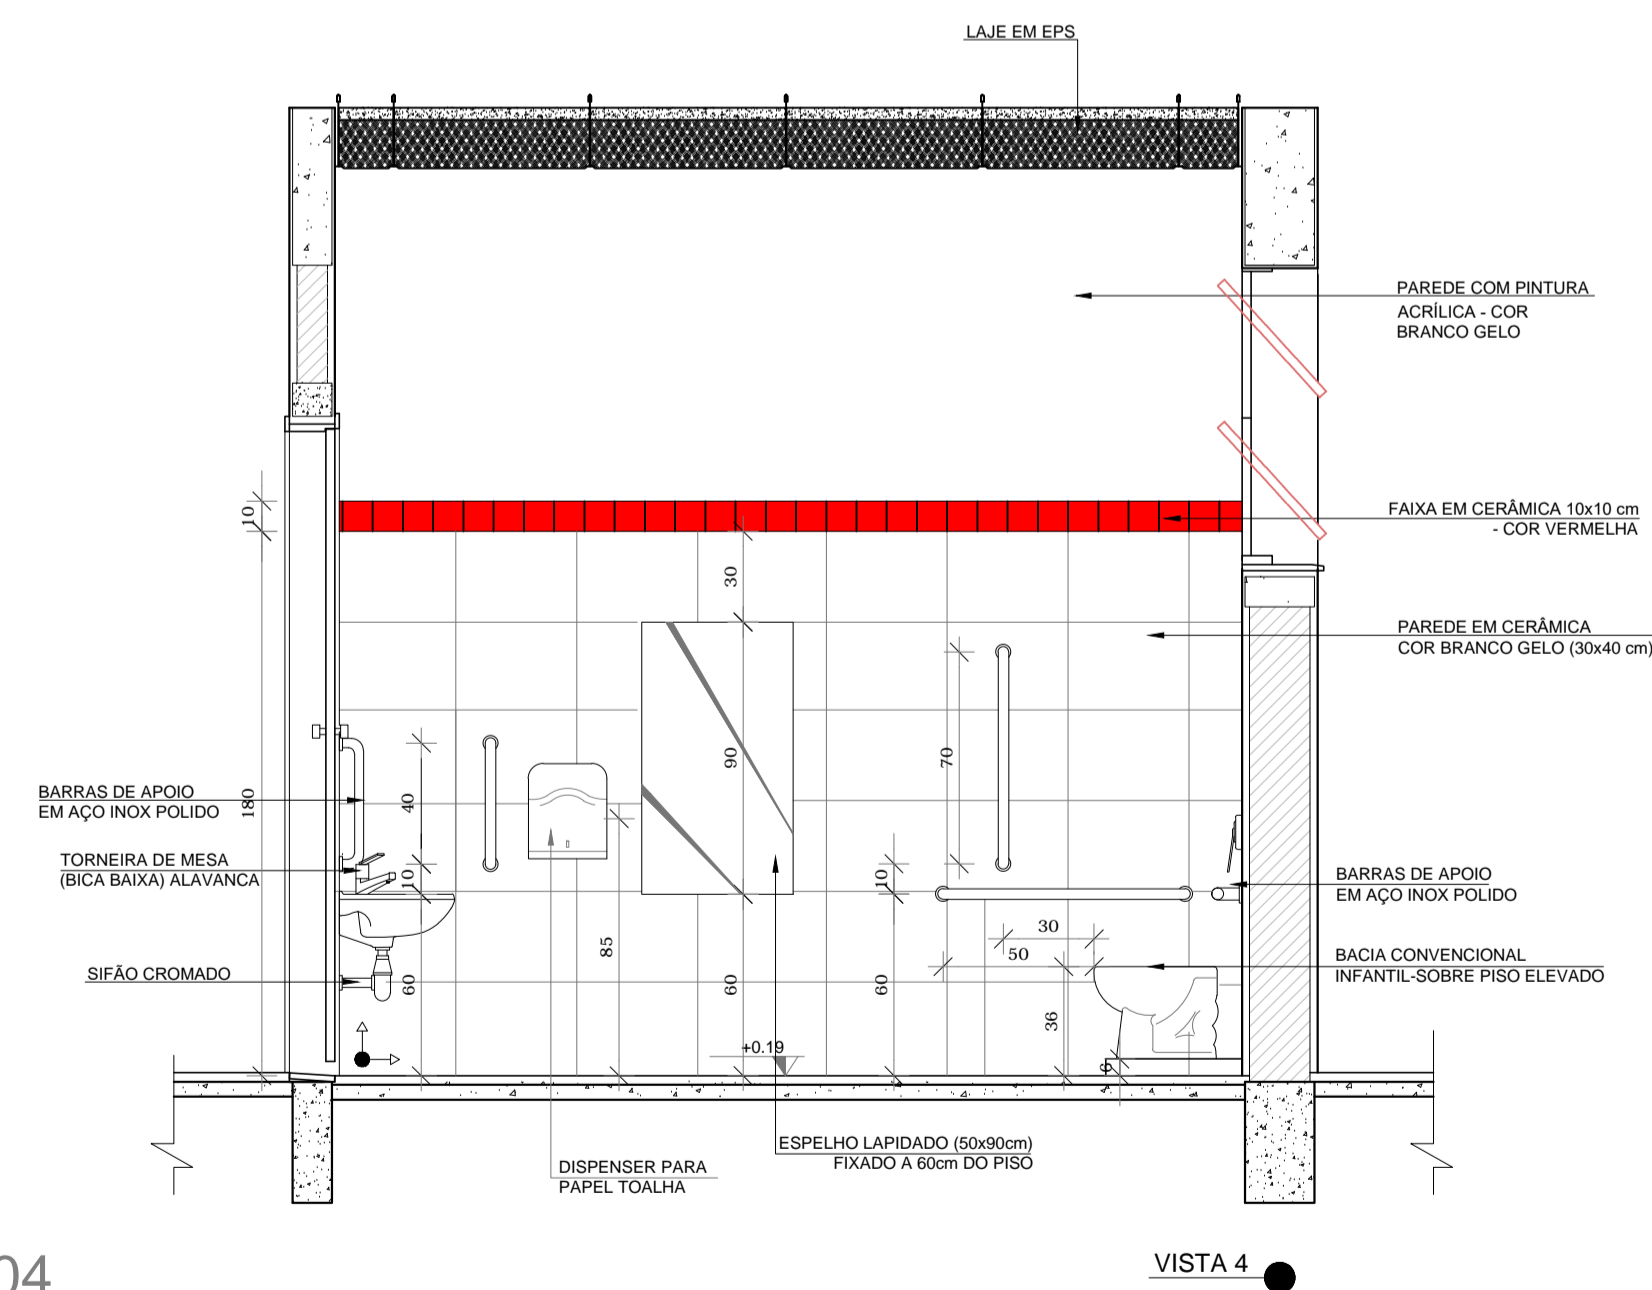 LAJE EM EPS
PAREDE COM PINTURA
ACRÍLICA - COR
BRANCO GELO
10
FAIXA EM CERÂMICA 10x10 cm
- COR VERMELHA
30
PAREDE EM CERÂMICA
COR BRANCO GELO (30x40 cm)
90
70
BARRAS DE APOIO
EM AÇO INOX POLIDO
180
40
TORNEIRA DE MESA
(BICA BAIXA) ALAVANCA
10
10
BARRAS DE APOIO
EM AÇO INOX POLIDO
30
85
50
BACIA CONVENCIONAL
INFANTIL-SOBRE PISO ELEVADO
SIFÃO CROMADO
60
60
60
36
+0.19
6
ESPELHO LAPIDADO (50x90cm)
FIXADO A 60cm DO PISO
DISPENSER PARA
PAPEL TOALHA
VISTA 4
04